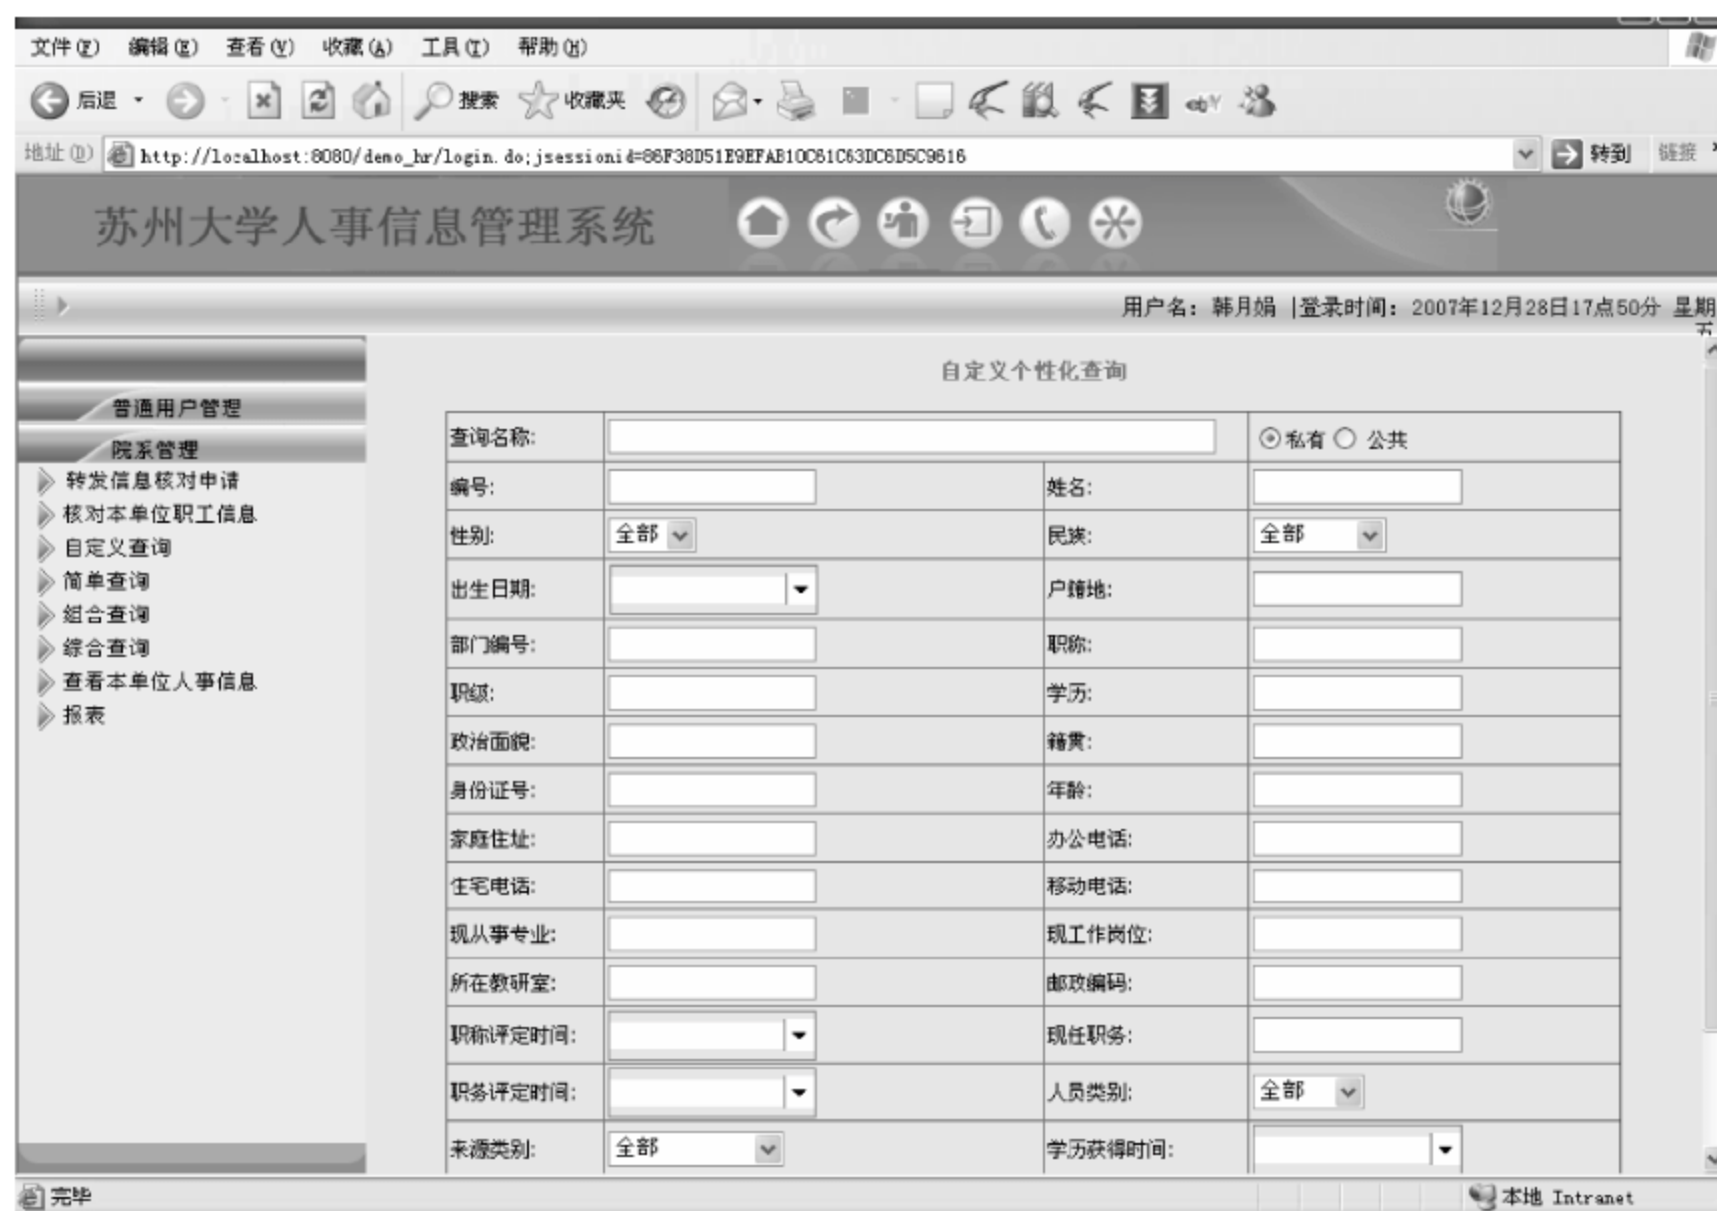 文件(F) 编辑(E) 查看(V) 收藏(A) 工具(T) 帮助(H)
后退 搜索 收藏夹
地址(D) http://localhost:8080/demo_hr/login.do;jsessionid=86F38D51E9EFAB10C61C63DC6D5C9616 转到 链接
苏州大学人事信息管理系统
用户名: 韩月娟 |登录时间: 2007年12月28日17点50分 星期
五
普通用户管理
院系管理
转发信息核对申请
核对本单位职工信息
自定义查询
简单查询
组合查询
综合查询
查看本单位人事信息
报表
自定义个性化查询
查询名称: 私有 公共
编号: 姓名:
性别: 全部 民族: 全部
出生日期: 户籍地:
部门编号: 职称:
职级: 学历:
政治面貌: 籍贯:
身份证号: 年龄:
家庭住址: 办公电话:
住宅电话: 移动电话:
现从事专业: 现工作岗位:
所在教研室: 邮政编码:
职称评定时间: 现任职务:
职务评定时间: 人员类别: 全部
来源类别: 全部 学历获得时间:
完毕 本地 Intranet